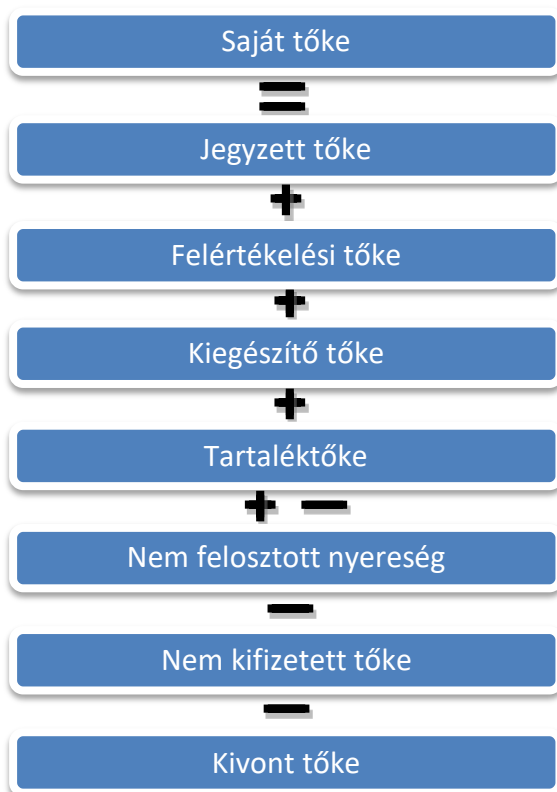 Saját tőke
=
Jegyzett tőke
+
Felértékelési tőke
+
Kiegészítő tőke
+
Tartaléktőke
+ −
Nem felosztott nyereség
−
Nem kifizetett tőke
−
Kivont tőke